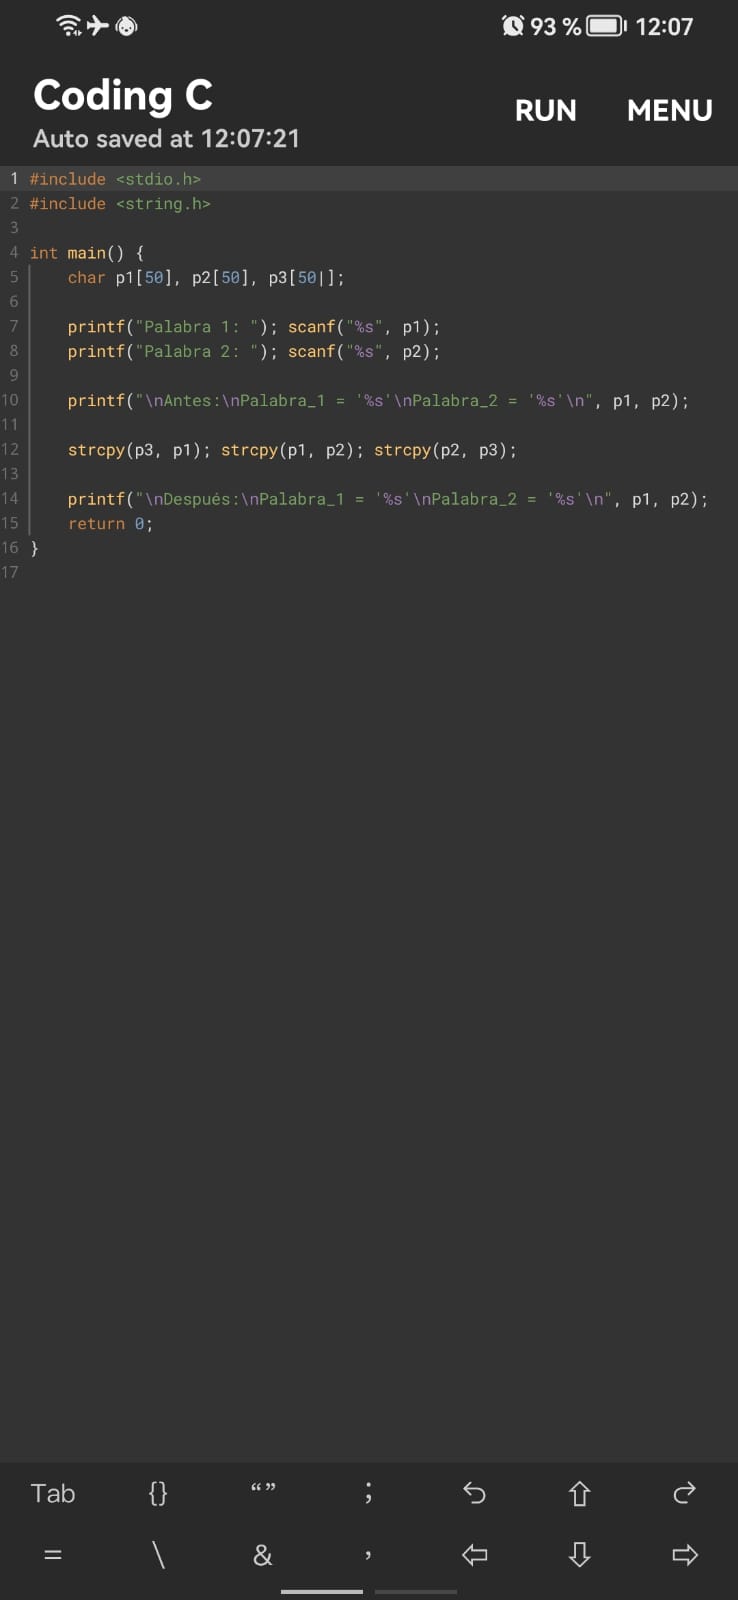 93 % 12:07
Coding C
RUN MENU
Auto saved at 12:07:21
1 #include <stdio.h>
2 #include <string.h>
3
4 int main() {
5 char p1[50], p2[50], p3[50|];
6
7 printf("Palabra 1: "); scanf("%s", p1);
8 printf("Palabra 2: "); scanf("%s", p2);
9
10 printf("\nAntes:\nPalabra_1 = '%s'\nPalabra_2 = '%s'\n", p1, p2);
11
12 strcpy(p3, p1); strcpy(p1, p2); strcpy(p2, p3);
13
14 printf("\nDespués:\nPalabra_1 = '%s'\nPalabra_2 = '%s'\n", p1, p2);
15 return 0;
16 }
17
Tab {} “” ;
= \ & ,